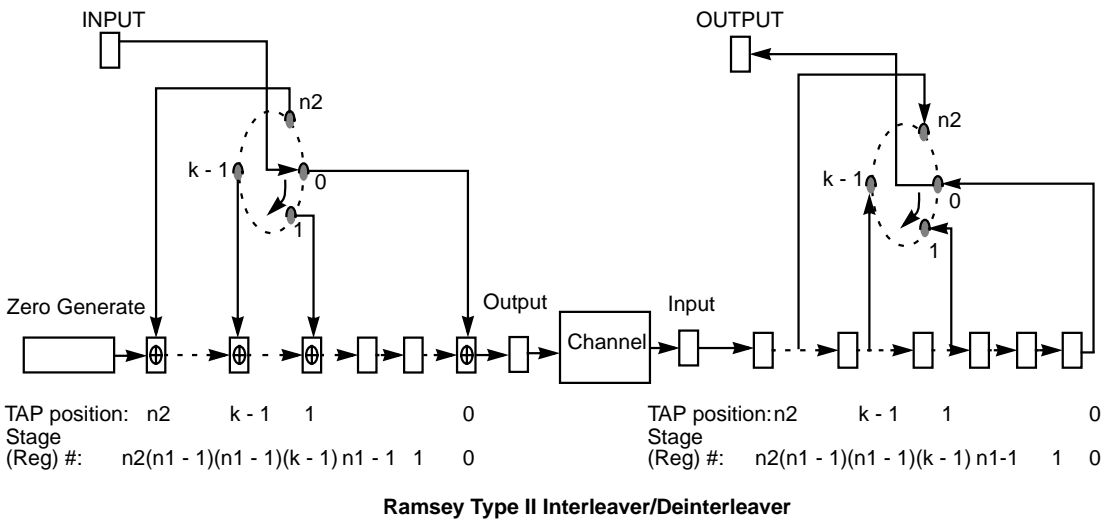 INPUT
OUTPUT
n2
n2
k - 1
0
k - 1
0
1
1
Zero Generate
Output
Channel
Input
TAP position: n2 k - 1 1 0
TAP position: n2 k - 1 1 0
Stage
Stage
(Reg) #: n2(n1 - 1)(n1 - 1)(k - 1) n1 - 1 1 0
(Reg) #: n2(n1 - 1)(n1 - 1)(k - 1) n1-1 1 0
Ramsey Type II Interleaver/Deinterleaver